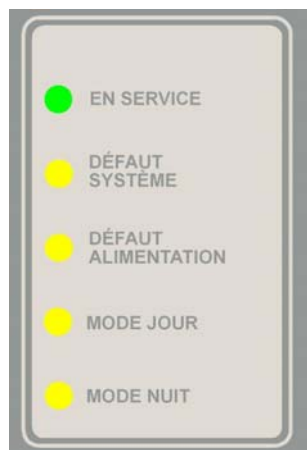 EN SERVICE
DÉFAUT
SYSTÈME
DÉFAUT
ALIMENTATION
MODE JOUR
MODE NUIT